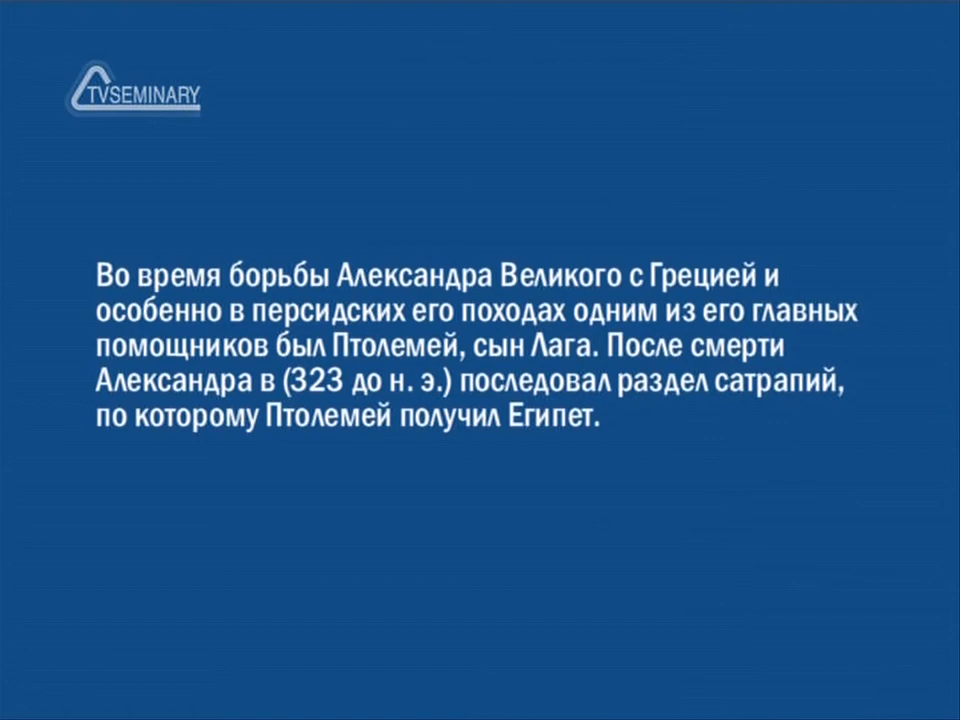 TVSEMINARY
Во время борьбы Александра Великого с Грецией и
особенно в персидских его походах одним из его главных
помощников был Птолемей, сын Лага. После смерти
Александра в (323 до н. э.) последовал раздел сатрапий,
по которому Птолемей получил Египет.